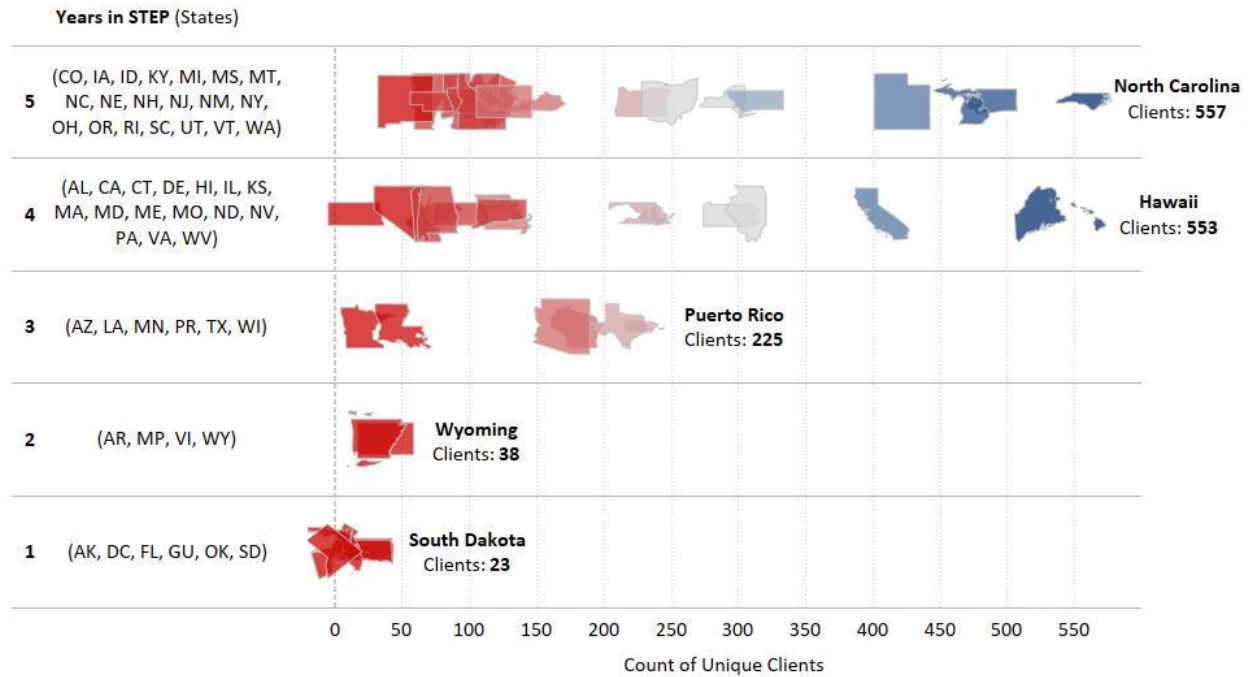 Years in STEP (States)
5
(CO, IA, ID, KY, MI, MS, MT,
NC, NE, NH, NJ, NM, NY,
OH, OR, RI, SC, UT, VT, WA)
North Carolina
Clients: 557
4
(AL, CA, CT, DE, HI, IL, KS,
MA, MD, ME, MO, ND, NV,
PA, VA, WV)
Hawaii
Clients: 553
3
(AZ, LA, MN, PR, TX, WI)
Puerto Rico
Clients: 225
2
(AR, MP, VI, WY)
Wyoming
Clients: 38
1
(AK, DC, FL, GU, OK, SD)
South Dakota
Clients: 23
0 50 100 150 200 250 300 350 400 450 500 550
Count of Unique Clients